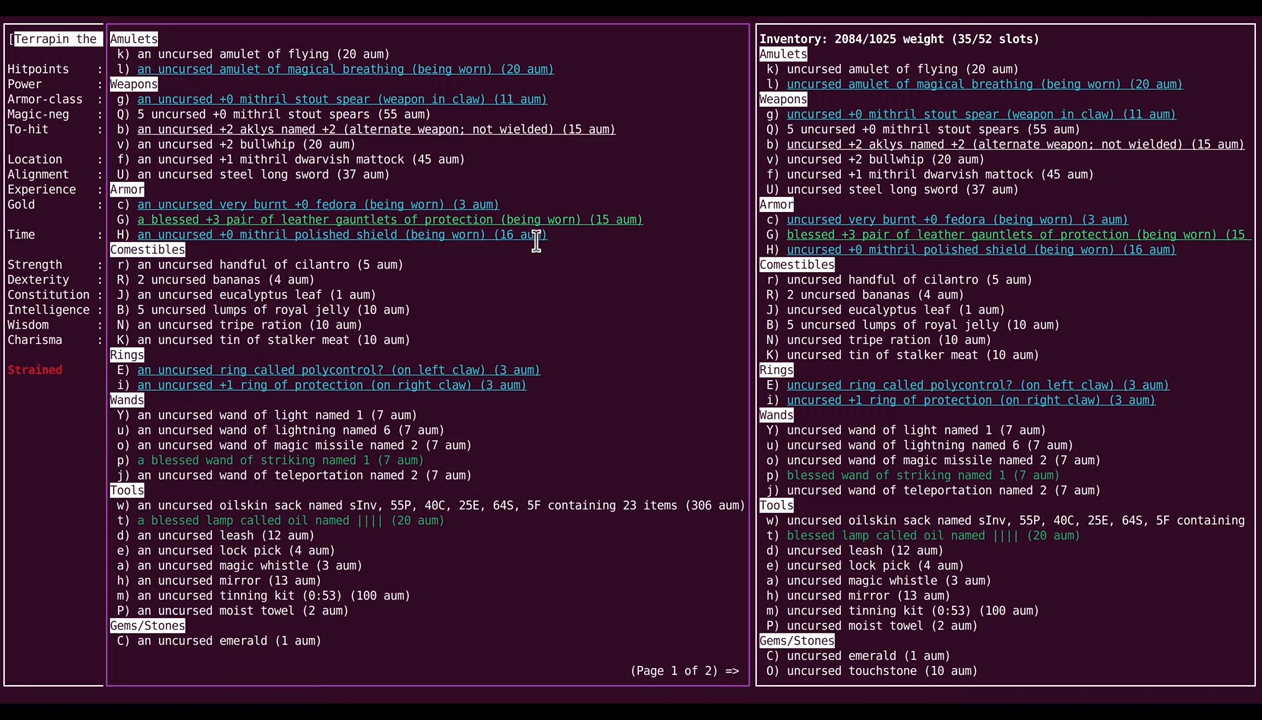 [Terrapin the
Hitpoints :
Power :
Armor-class :
Magic-neg :
To-hit :
Location :
Alignment :
Experience :
Gold :
Time :
Strength :
Dexterity :
Constitution :
Intelligence :
Wisdom :
Charisma :
Strained
Amulets
k) an uncursed amulet of flying (20 aum)
l) an uncursed amulet of magical breathing (being worn) (20 aum)
Weapons
g) an uncursed +0 mithril stout spear (weapon in claw) (11 aum)
Q) 5 uncursed +0 mithril stout spears (55 aum)
b) an uncursed +2 aklys named +2 (alternate weapon; not wielded) (15 aum)
v) an uncursed +2 bullwhip (20 aum)
f) an uncursed +1 mithril dwarvish mattock (45 aum)
U) an uncursed steel long sword (37 aum)
Armor
c) an uncursed very burnt +0 fedora (being worn) (3 aum)
G) a blessed +3 pair of leather gauntlets of protection (being worn) (15 aum)
H) an uncursed +0 mithril polished shield (being worn) (16 aum)
Comestibles
r) an uncursed handful of cilantro (5 aum)
R) 2 uncursed bananas (4 aum)
J) an uncursed eucalyptus leaf (1 aum)
B) 5 uncursed lumps of royal jelly (10 aum)
N) an uncursed tripe ration (10 aum)
K) an uncursed tin of stalker meat (10 aum)
Rings
E) an uncursed ring called polycontrol? (on left claw) (3 aum)
i) an uncursed +1 ring of protection (on right claw) (3 aum)
Wands
Y) an uncursed wand of light named 1 (7 aum)
u) an uncursed wand of lightning named 6 (7 aum)
o) an uncursed wand of magic missile named 2 (7 aum)
p) a blessed wand of striking named 1 (7 aum)
j) an uncursed wand of teleportation named 2 (7 aum)
Tools
w) an uncursed oilskin sack named sInv, 55P, 40C, 25E, 64S, 5F containing 23 items (306 aum)
t) a blessed lamp called oil named |||| (20 aum)
d) an uncursed leash (12 aum)
e) an uncursed lock pick (4 aum)
a) an uncursed magic whistle (3 aum)
h) an uncursed mirror (13 aum)
m) an uncursed tinning kit (0:53) (100 aum)
P) an uncursed moist towel (2 aum)
Gems/Stones
C) an uncursed emerald (1 aum)
(Page 1 of 2) =>
Inventory: 2084/1025 weight (35/52 slots)
Amulets
k) uncursed amulet of flying (20 aum)
l) uncursed amulet of magical breathing (being worn) (20 aum)
Weapons
g) uncursed +0 mithril stout spear (weapon in claw) (11 aum)
Q) 5 uncursed +0 mithril stout spears (55 aum)
b) uncursed +2 aklys named +2 (alternate weapon; not wielded) (15 aum)
v) uncursed +2 bullwhip (20 aum)
f) uncursed +1 mithril dwarvish mattock (45 aum)
U) uncursed steel long sword (37 aum)
Armor
c) uncursed very burnt +0 fedora (being worn) (3 aum)
G) blessed +3 pair of leather gauntlets of protection (being worn) (15
H) uncursed +0 mithril polished shield (being worn) (16 aum)
Comestibles
r) uncursed handful of cilantro (5 aum)
R) 2 uncursed bananas (4 aum)
J) uncursed eucalyptus leaf (1 aum)
B) 5 uncursed lumps of royal jelly (10 aum)
N) uncursed tripe ration (10 aum)
K) uncursed tin of stalker meat (10 aum)
Rings
E) uncursed ring called polycontrol? (on left claw) (3 aum)
i) uncursed +1 ring of protection (on right claw) (3 aum)
Wands
Y) uncursed wand of light named 1 (7 aum)
u) uncursed wand of lightning named 6 (7 aum)
o) uncursed wand of magic missile named 2 (7 aum)
p) blessed wand of striking named 1 (7 aum)
j) uncursed wand of teleportation named 2 (7 aum)
Tools
w) uncursed oilskin sack named sInv, 55P, 40C, 25E, 64S, 5F containing
t) blessed lamp called oil named |||| (20 aum)
d) uncursed leash (12 aum)
e) uncursed lock pick (4 aum)
a) uncursed magic whistle (3 aum)
h) uncursed mirror (13 aum)
m) uncursed tinning kit (0:53) (100 aum)
P) uncursed moist towel (2 aum)
Gems/Stones
C) uncursed emerald (1 aum)
O) uncursed touchstone (10 aum)